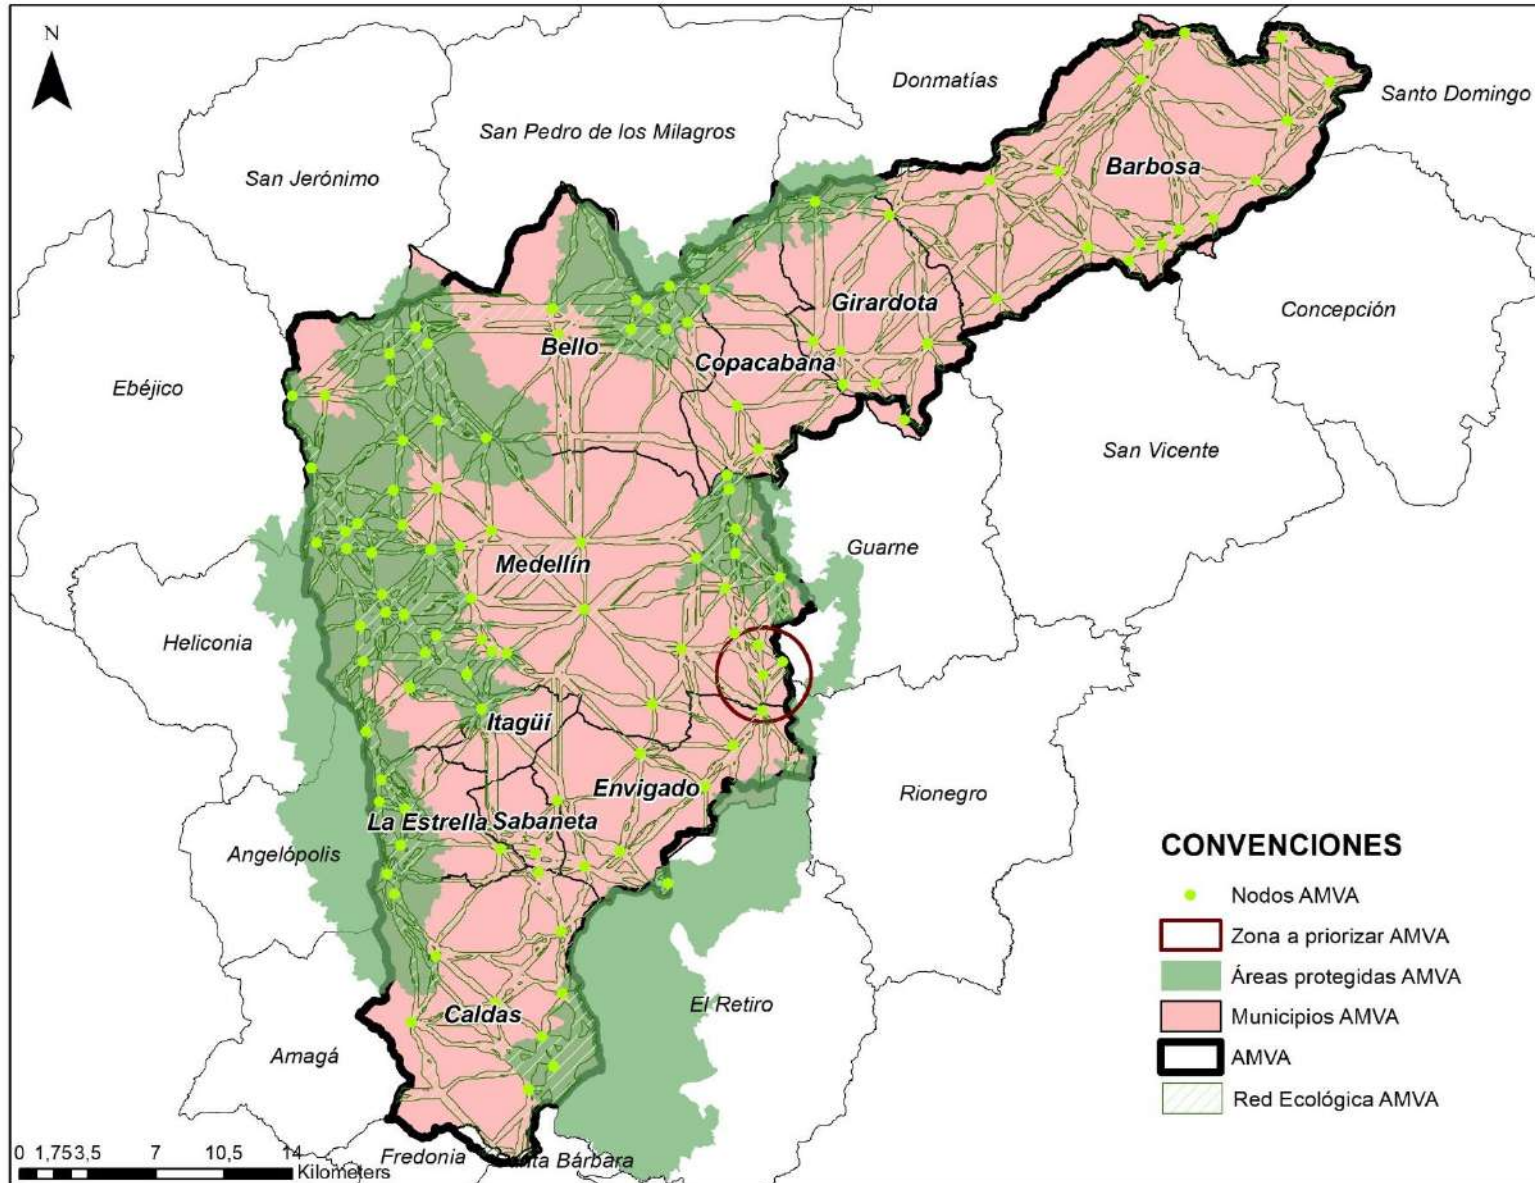 N
Donmatías
Santo Domingo
San Pedro de los Milagros
San Jerónimo
Barbosa
Girardota
Concepción
Bello
Copacabana
Ebéjico
San Vicente
Guarne
Medellín
Heliconia
Itagüí
Envigado
Rionegro
La Estrella
Sabaneta
Angelópolis
CONVENCIONES
Nodos AMVA
Zona a priorizar AMVA
Áreas protegidas AMVA
Municipios AMVA
AMVA
Red Ecológica AMVA
El Retiro
Caldas
Amagá
Fredonia
Santa Bárbara
0 1,75 3,5 7 10,5 14
Kilometers